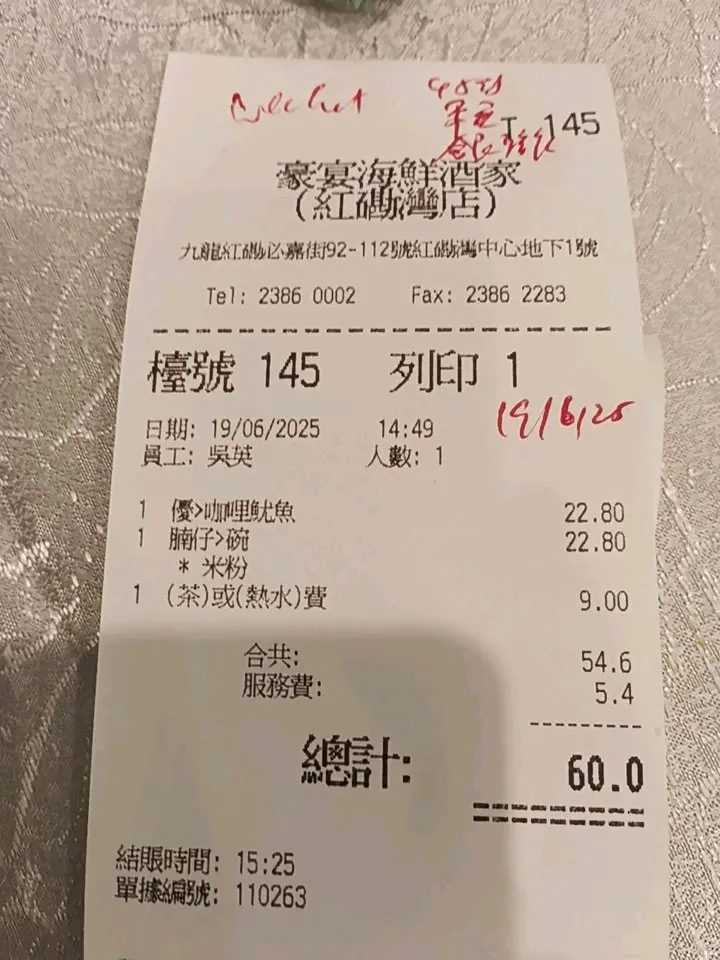 T 145
豪宴海鮮酒家
(紅磡灣店)
九龍紅磡必嘉街92-112號紅磡灣中心地下1號
Tel: 2386 0002 Fax: 2386 2283
檯號 145 列印 1
19/6/25
日期: 19/06/2025 14:49
員工: 吳英 人數: 1
1 優>咖哩魷魚 22.80
1 腩仔>碗 22.80
* 米粉
1 (茶)或(熱水)費 9.00
合共: 54.6
服務費: 5.4
總計: 60.0
結賬時間: 15:25
單據編號: 110263